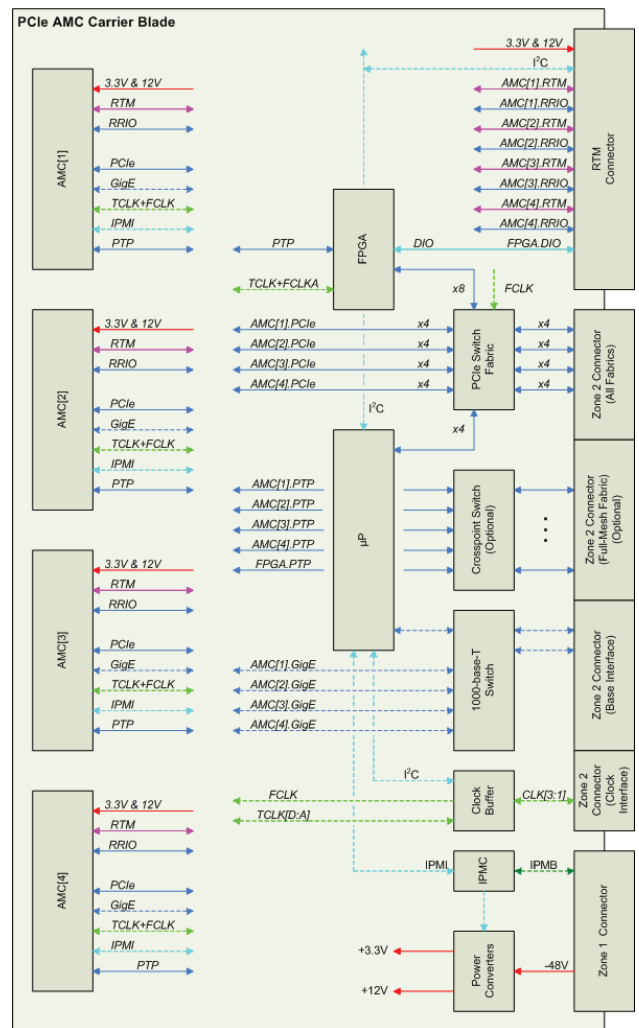 PCIe AMC Carrier Blade
AMC[1]
3.3V & 12V
RTM
RRIO
PCIe
GigE
TCLK+FCLK
IPMI
PTP
AMC[2]
3.3V & 12V
RTM
RRIO
PCIe
GigE
TCLK+FCLK
IPMI
PTP
AMC[3]
3.3V & 12V
RTM
RRIO
PCIe
GigE
TCLK+FCLK
IPMI
PTP
AMC[4]
3.3V & 12V
RTM
RRIO
PCIe
GigE
TCLK+FCLK
IPMI
PTP
3.3V & 12V
I²C
AMC[1].RTM
AMC[1].RRIO
AMC[2].RTM
AMC[2].RRIO
AMC[3].RTM
AMC[3].RRIO
AMC[4].RTM
AMC[4].RRIO
RTM
Connector
PTP
FPGA
DIO
FPGA.DIO
TCLK+FCLKA
x8
FCLK
AMC[1].PCIe
x4
x4
AMC[2].PCIe
x4
x4
AMC[3].PCIe
x4
x4
AMC[4].PCIe
x4
x4
PCIe Switch
Fabric
Zone 2 Connector
(All Fabrics)
I²C
x4
µP
AMC[1].PTP
AMC[2].PTP
AMC[3].PTP
AMC[4].PTP
FPGA.PTP
Crosspoint Switch
(Optional)
Zone 2 Connector
(Full-Mesh Fabric)
(Optional)
AMC[1].GigE
AMC[2].GigE
AMC[3].GigE
AMC[4].GigE
1000-base-T
Switch
Zone 2 Connector
(Base Interface)
I²C
FCLK
TCLK[D:A]
Clock
Buffer
CLK[3:1]
Zone 2
Connector
(Clock
Interface)
IPMI
IPMC
IPMB
Zone 1 Connector
+3.3V
+12V
Power
Converters
-48V